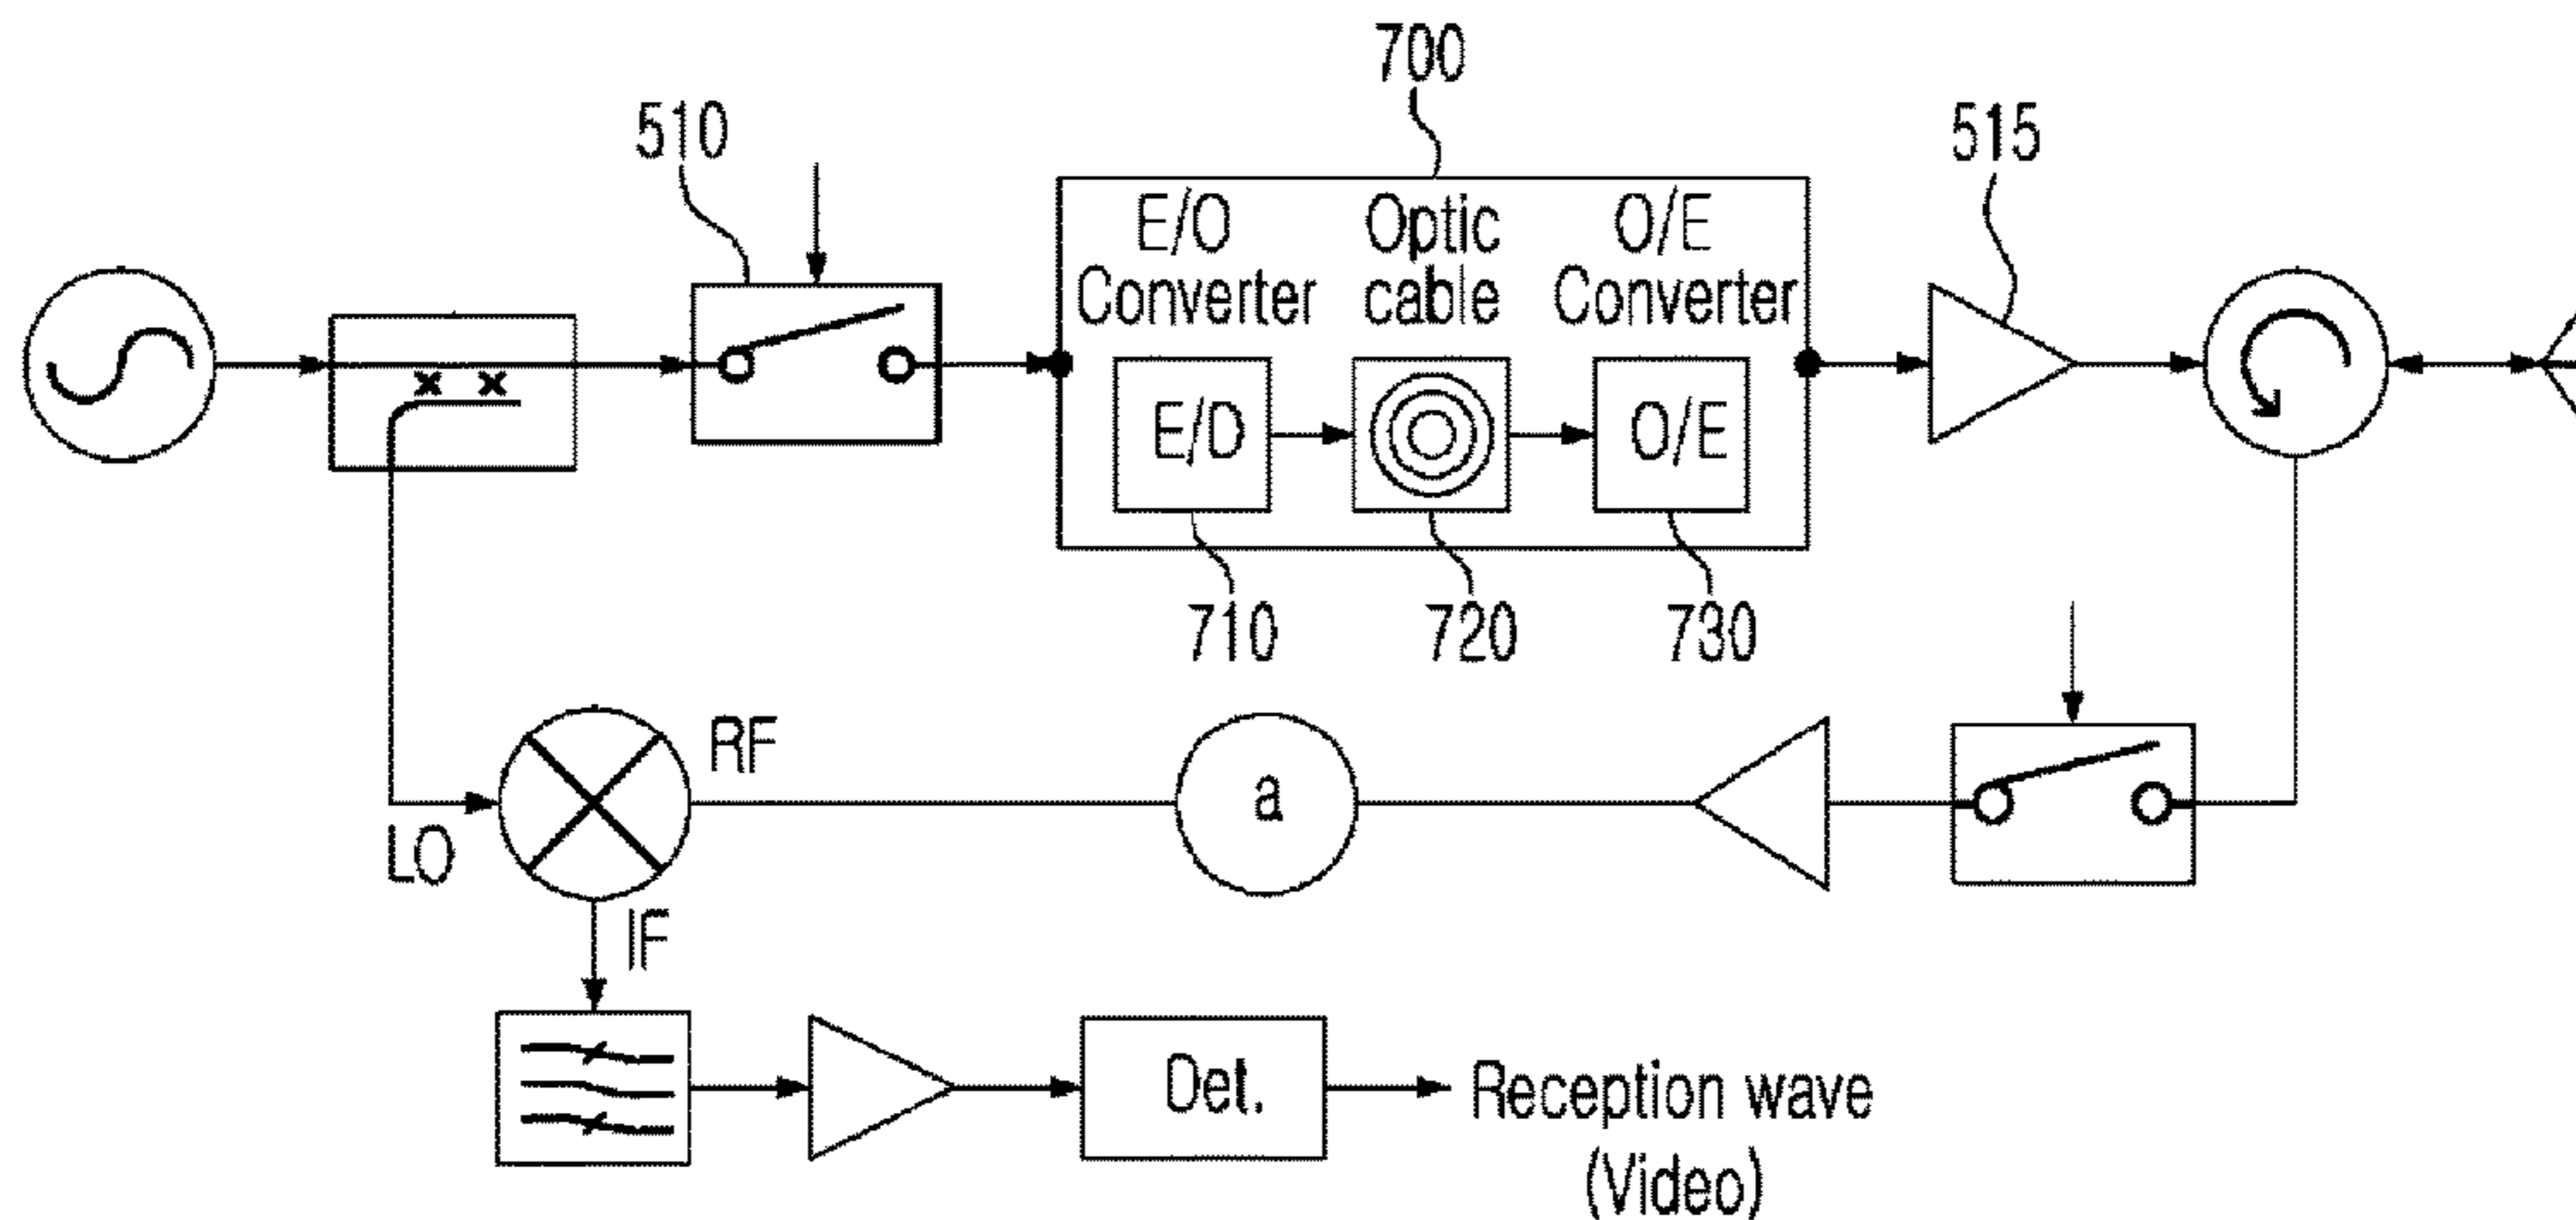 700
510
515
E/O Optic O/E
Converter cable Converter
E/D
O/E
710
720
730
RF
a
LO
IF
Det.
Reception wave
(Video)